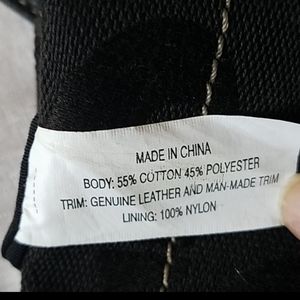 MADE IN CHINA
BODY: 55% COTTON 45% POLYESTER
TRIM: GENUINE LEATHER AND MAN-MADE TRIM
LINING: 100% NYLON